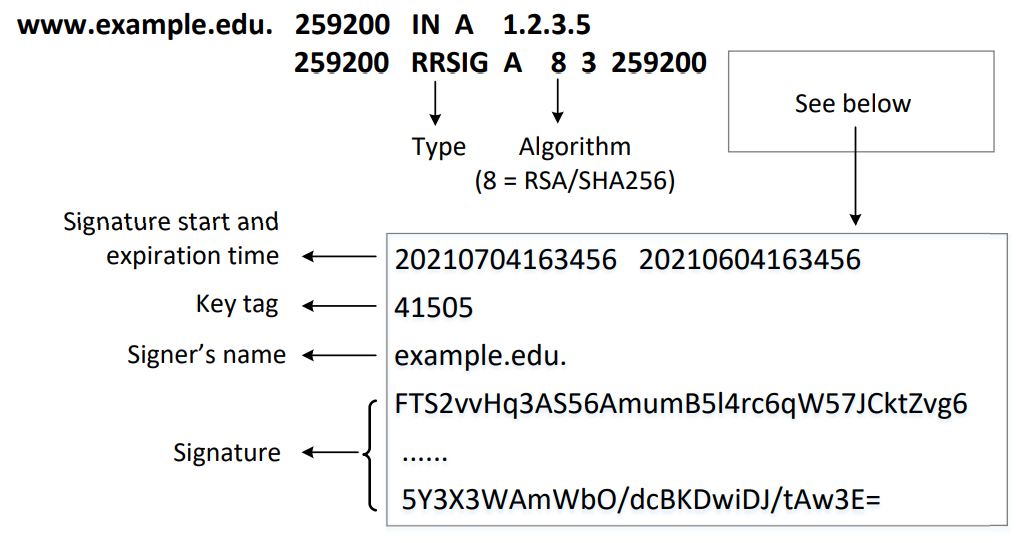 www.example.edu. 259200 IN A 1.2.3.5
259200 RRSIG A 8 3 259200
See below
Type Algorithm
(8 = RSA/SHA256)
Signature start and
expiration time
20210704163456 20210604163456
Key tag
41505
Signer's name
example.edu.
FTS2vvHq3AS56AmumB5l4rc6qW57JCktZvg6
Signature
......
5Y3X3WAmWbO/dcBKDwiDJ/tAw3E=